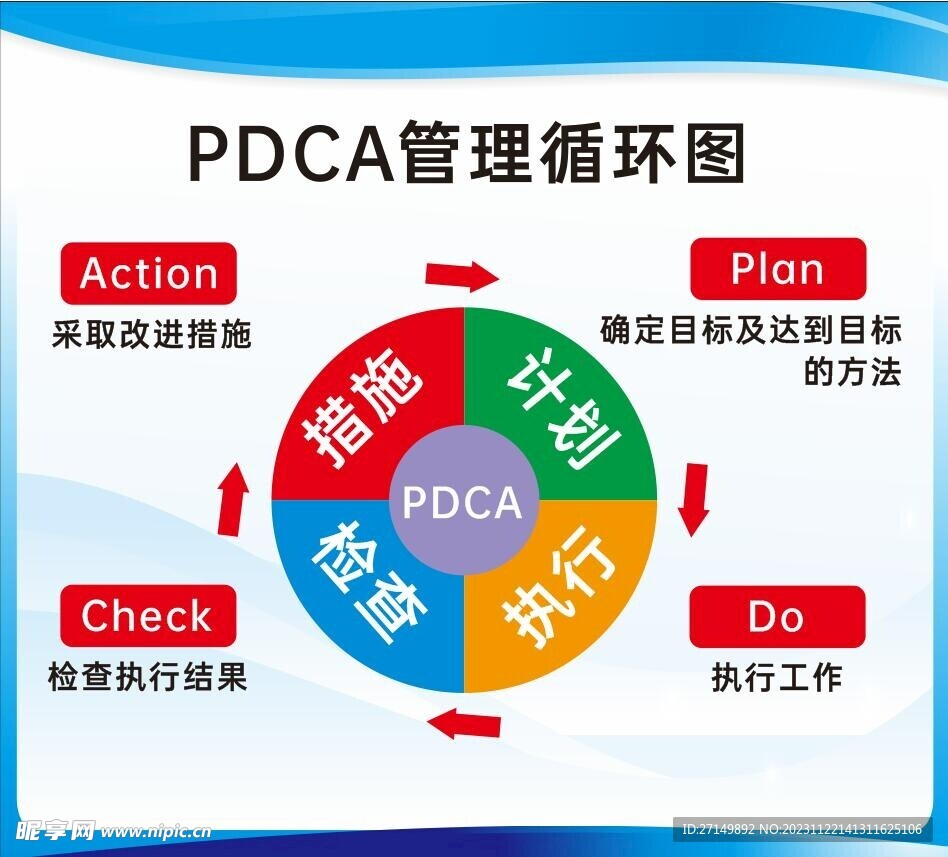 PDCA管理循环图
Action
采取改进措施
Plan
确定目标及达到目标
的方法
措施
计划
PDCA
检查
执行
Check
检查执行结果
Do
执行工作
昵享网 www.nipic.cn
ID:27149892 NO:20231122141311625106